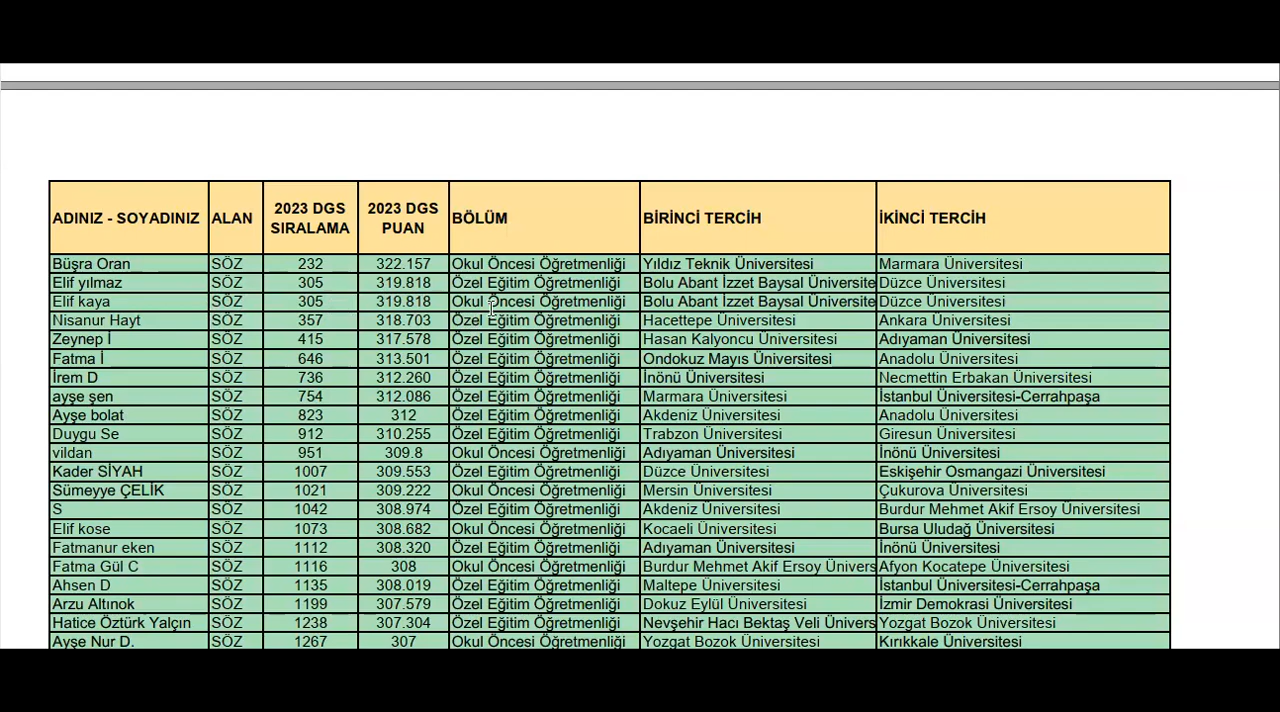 ADINIZ - SOYADINIZ ALAN 2023 DGS SIRALAMA 2023 DGS PUAN BÖLÜM BİRİNCİ TERCİH İKİNCİ TERCİH
Büşra Oran SÖZ 232 322.157 Okul Öncesi Öğretmenliği Yıldız Teknik Üniversitesi Marmara Üniversitesi
Elif yılmaz SÖZ 305 319.818 Özel Eğitim Öğretmenliği Bolu Abant İzzet Baysal Üniversite Düzce Üniversitesi
Elif kaya SÖZ 305 319.818 Okul Öncesi Öğretmenliği Bolu Abant İzzet Baysal Üniversite Düzce Üniversitesi
Nisanur Hayt SÖZ 357 318.703 Özel Eğitim Öğretmenliği Hacettepe Üniversitesi Ankara Üniversitesi
Zeynep İ SÖZ 415 317.578 Özel Eğitim Öğretmenliği Hasan Kalyoncu Üniversitesi Adıyaman Üniversitesi
Fatma İ SÖZ 646 313.501 Özel Eğitim Öğretmenliği Ondokuz Mayıs Üniversitesi Anadolu Üniversitesi
İrem D SÖZ 736 312.260 Özel Eğitim Öğretmenliği İnönü Üniversitesi Necmettin Erbakan Üniversitesi
ayşe şen SÖZ 754 312.086 Özel Eğitim Öğretmenliği Marmara Üniversitesi İstanbul Üniversitesi-Cerrahpaşa
Ayşe bolat SÖZ 823 312 Özel Eğitim Öğretmenliği Akdeniz Üniversitesi Anadolu Üniversitesi
Duygu Se SÖZ 912 310.255 Özel Eğitim Öğretmenliği Trabzon Üniversitesi Giresun Üniversitesi
vildan SÖZ 951 309.8 Okul Öncesi Öğretmenliği Adıyaman Üniversitesi İnönü Üniversitesi
Kader SİYAH SÖZ 1007 309.553 Özel Eğitim Öğretmenliği Düzce Üniversitesi Eskişehir Osmangazi Üniversitesi
Sümeyye ÇELİK SÖZ 1021 309.222 Okul Öncesi Öğretmenliği Mersin Üniversitesi Çukurova Üniversitesi
S SÖZ 1042 308.974 Özel Eğitim Öğretmenliği Akdeniz Üniversitesi Burdur Mehmet Akif Ersoy Üniversitesi
Elif kose SÖZ 1073 308.682 Okul Öncesi Öğretmenliği Kocaeli Üniversitesi Bursa Uludağ Üniversitesi
Fatmanur eken SÖZ 1112 308.320 Özel Eğitim Öğretmenliği Adıyaman Üniversitesi İnönü Üniversitesi
Fatma Gül C SÖZ 1116 308 Okul Öncesi Öğretmenliği Burdur Mehmet Akif Ersoy Univers Afyon Kocatepe Üniversitesi
Ahsen D SÖZ 1135 308.019 Özel Eğitim Öğretmenliği Maltepe Üniversitesi İstanbul Üniversitesi-Cerrahpaşa
Arzu Altınok SÖZ 1199 307.579 Özel Eğitim Öğretmenliği Dokuz Eylül Üniversitesi İzmir Demokrasi Üniversitesi
Hatice Öztürk Yalçın SÖZ 1238 307.304 Özel Eğitim Öğretmenliği Nevşehir Hacı Bektaş Veli Ünivers Yozgat Bozok Üniversitesi
Ayşe Nur D. SÖZ 1267 307 Okul Öncesi Öğretmenliği Yozgat Bozok Üniversitesi Kırıkkale Üniversitesi